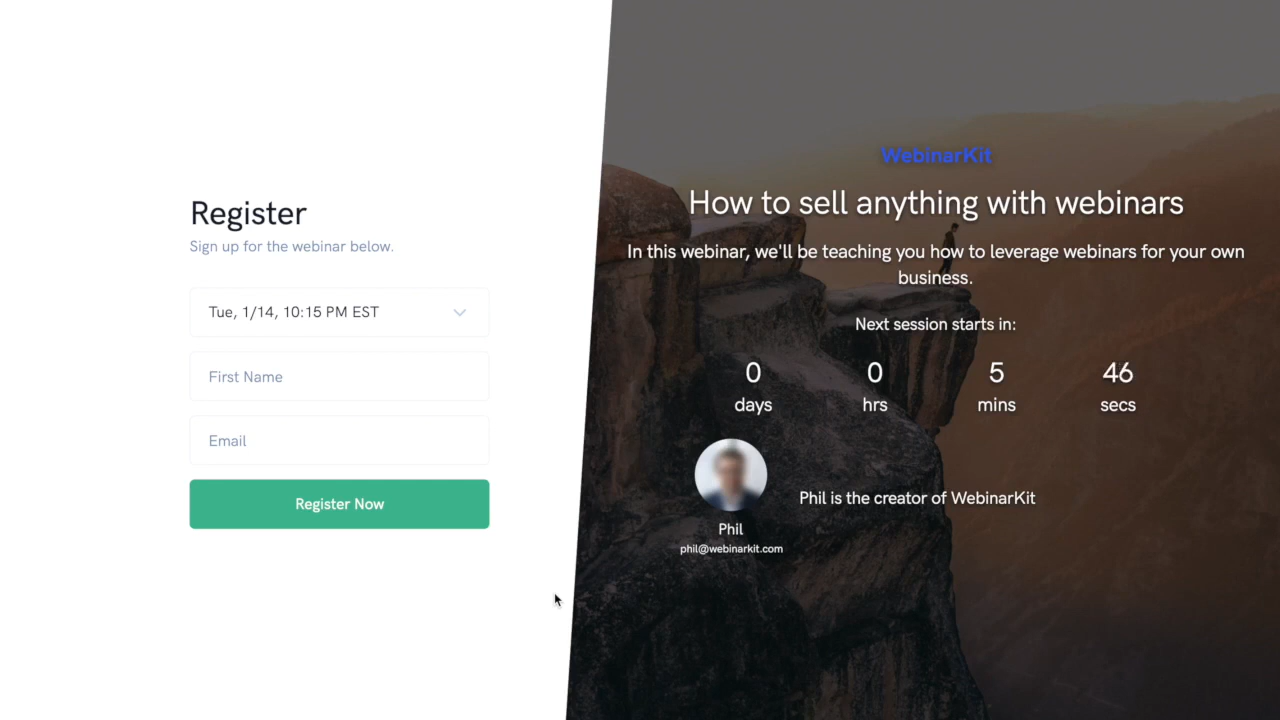 Register
Sign up for the webinar below.
Tue, 1/14, 10:15 PM EST
First Name
Email
Register Now
WebinarKit
How to sell anything with webinars
In this webinar, we'll be teaching you how to leverage webinars for your own
business.
Next session starts in:
0 0 5 46
days hrs mins secs
Phil is the creator of WebinarKit
Phil
phil@webinarkit.com